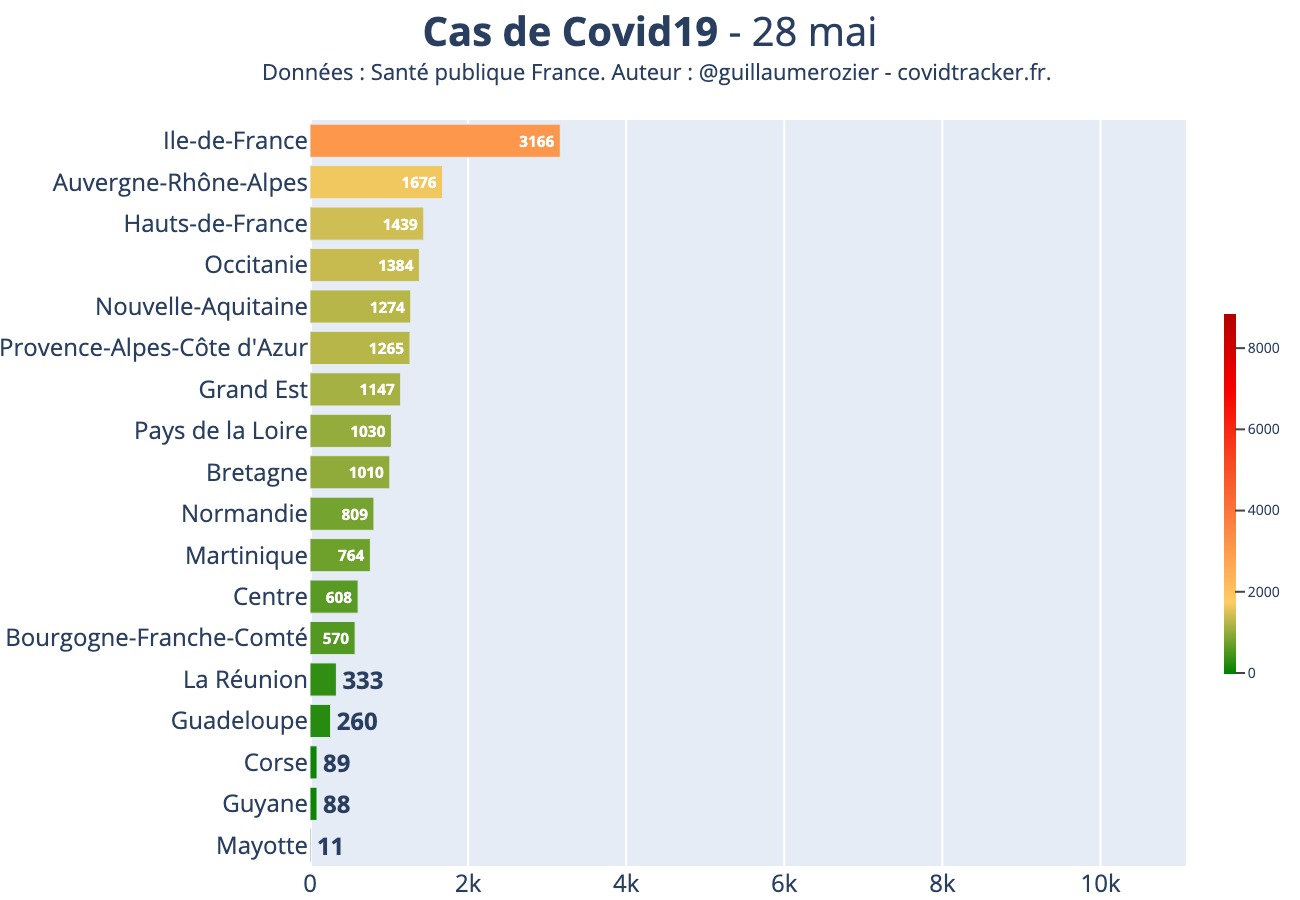 Cas de Covid19 - 28 mai
Données : Santé publique France. Auteur : @guillaumerozier - covidtracker.fr.
Ile-de-France 3166
Auvergne-Rhône-Alpes 1676
Hauts-de-France 1439
Occitanie 1384
Nouvelle-Aquitaine 1274
Provence-Alpes-Côte d'Azur 1265
Grand Est 1147
Pays de la Loire 1030
Bretagne 1010
Normandie 809
Martinique 764
Centre 608
Bourgogne-Franche-Comté 570
La Réunion 333
Guadeloupe 260
Corse 89
Guyane 88
Mayotte 11
0 2k 4k 6k 8k 10k
8000
6000
4000
2000
0